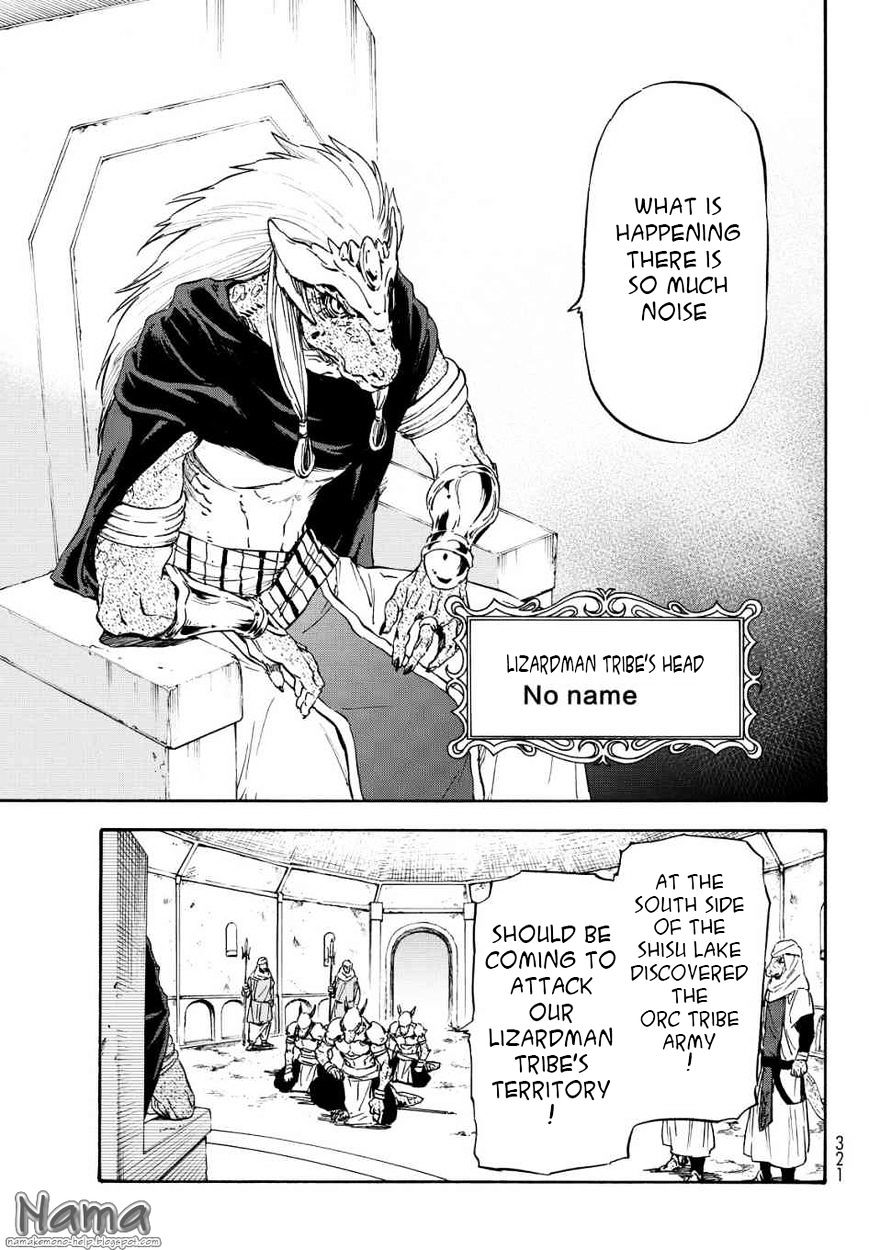 WHAT IS
HAPPENING
THERE IS
SO MUCH
NOISE
LIZARDMAN TRIBE'S HEAD
No name
AT THE
SOUTH SIDE
OF THE
SHISU LAKE
DISCOVERED
THE
ORC TRIBE
ARMY
!
SHOULD BE
COMING TO
ATTACK
OUR
LIZARDMAN
TRIBE'S
TERRITORY
!
321
Nama
namakemono-help.blogspot.com